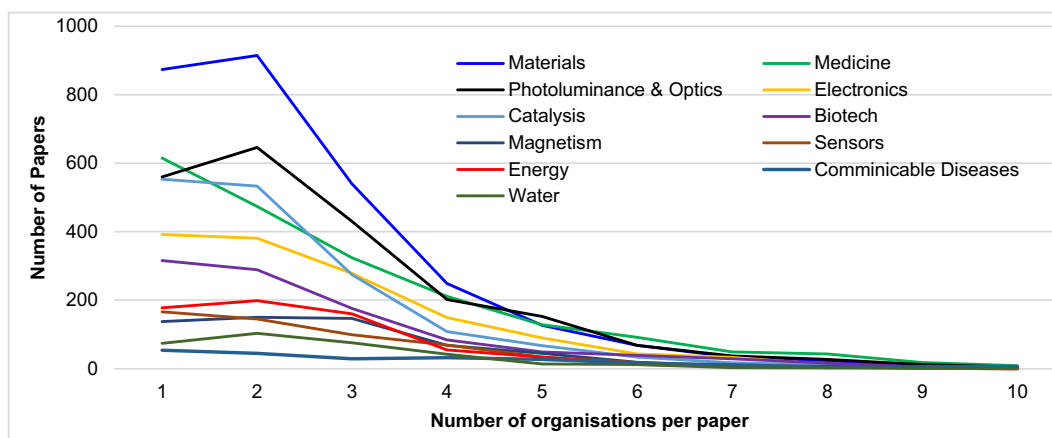 1000
800
600
400
200
0
Number of Papers
Materials Medicine
Photoluminance & Optics Electronics
Catalysis Biotech
Magnetism Sensors
Energy Comminicable Diseases
Water
1 2 3 4 5 6 7 8 9 10
Number of organisations per paper